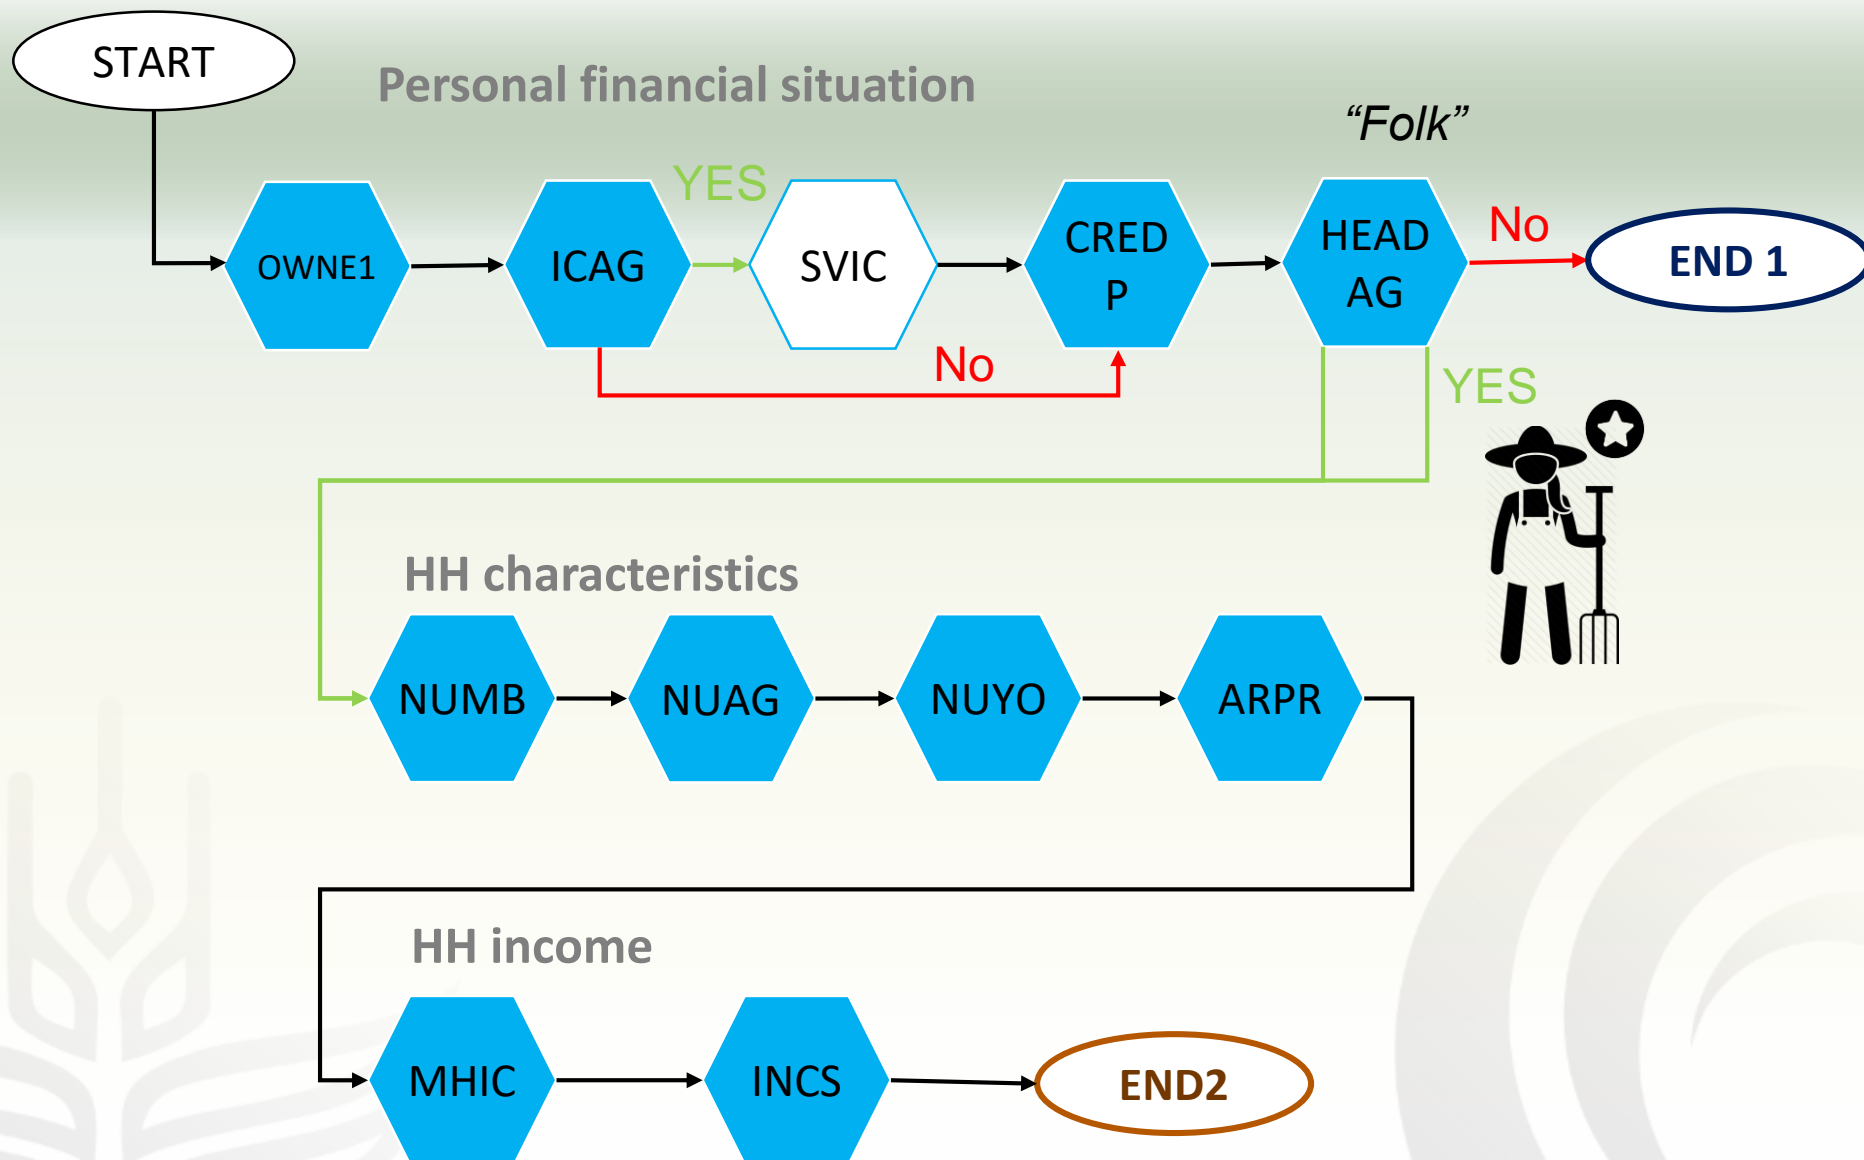 START
Personal financial situation
“Folk”
YES
No
OWNE1
ICAG
SVIC
CRED
P
HEAD
AG
END 1
No
YES
HH characteristics
NUMB
NUAG
NUYO
ARPR
HH income
MHIC
INCS
END2